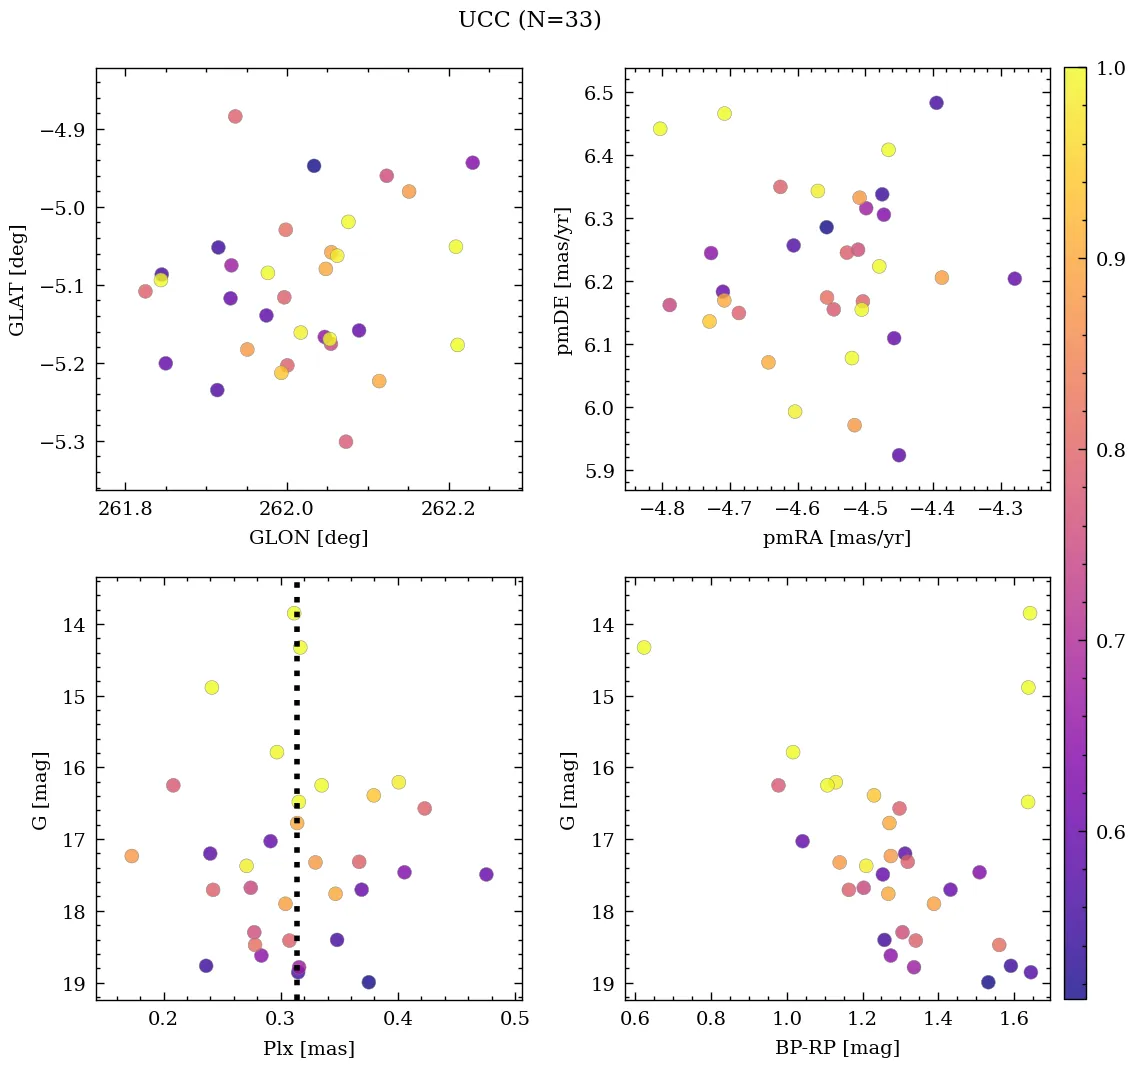 UCC (N=33)
−4.9
−5.0
−5.1
−5.2
−5.3
GLAT [deg]
261.8 262.0 262.2
GLON [deg]
6.5
6.4
6.3
6.2
6.1
6.0
5.9
pmDE [mas/yr]
−4.8 −4.7 −4.6 −4.5 −4.4 −4.3
pmRA [mas/yr]
1.0
0.9
0.8
0.7
0.6
14
15
16
17
18
19
G [mag]
0.2 0.3 0.4 0.5
Plx [mas]
14
15
16
17
18
19
G [mag]
0.6 0.8 1.0 1.2 1.4 1.6
BP-RP [mag]